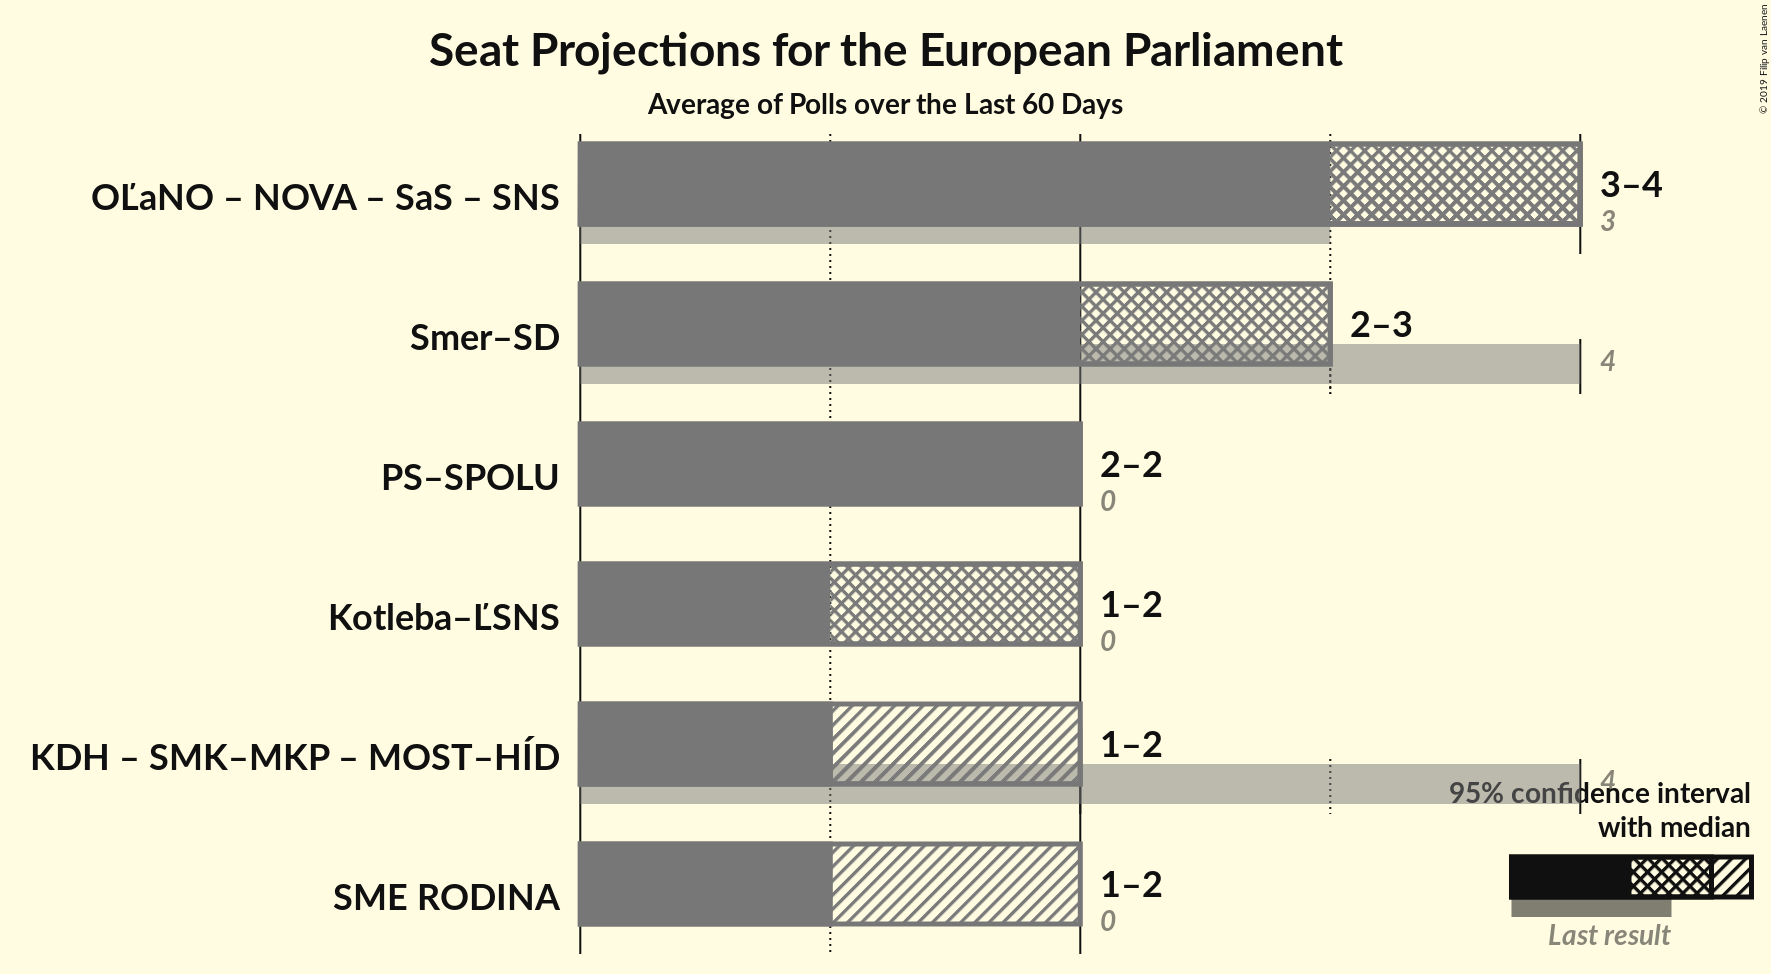 Seat Projections for the European Parliament
Average of Polls over the Last 60 Days
© 2019 Filip van Laenen
OĽaNO – NOVA – SaS – SNS
3–4
3
Smer–SD
2–3
4
PS–SPOLU
2–2
0
Kotleba–ĽSNS
1–2
0
KDH – SMK–MKP – MOST–HÍD
1–2
4
SME RODINA
1–2
0
95% confidence interval
with median
Last result